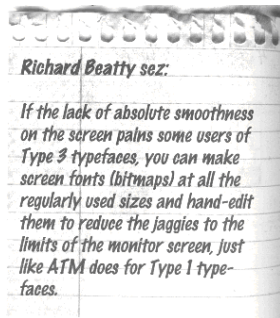 Richard Beatty sez:
If the lack of absolute smoothness
on the screen pains some users of
Type 3 typefaces, you can make
screen fonts (bitmaps) at all the
regularly used sizes and hand-edit
them to reduce the jaggies to the
limits of the monitor screen, just
like ATM does for Type 1 type-
faces.